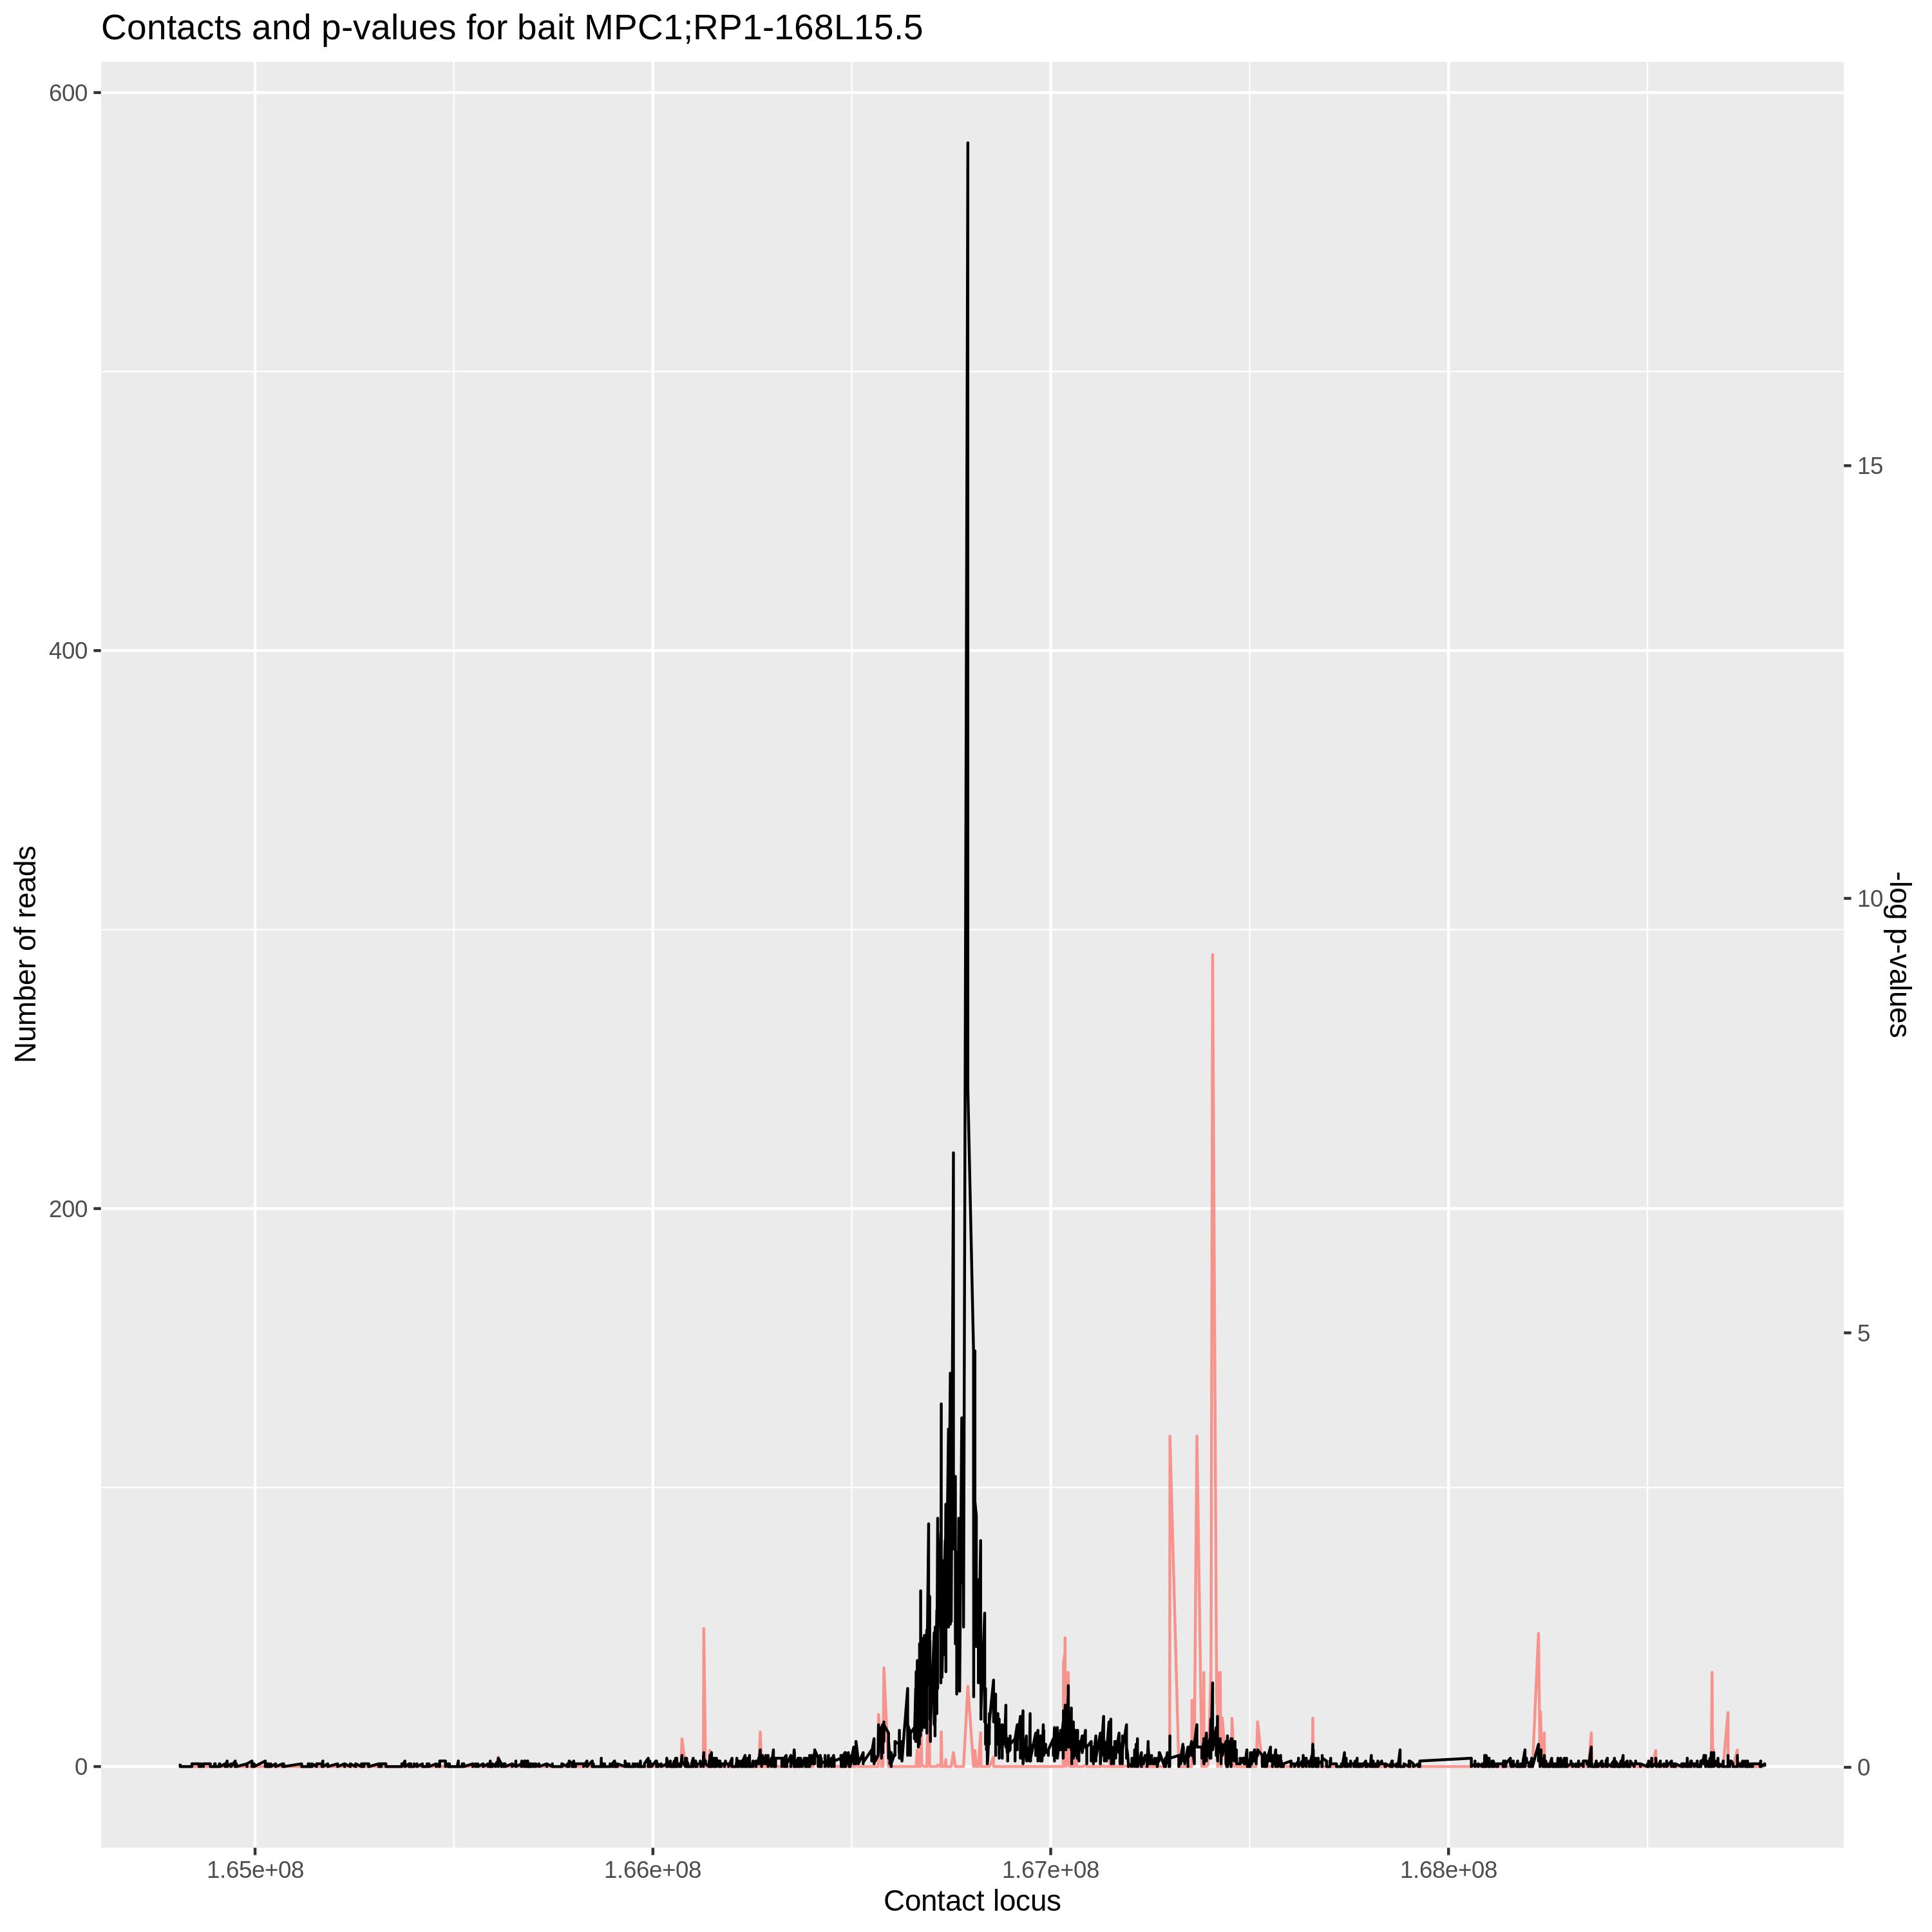 Contacts and p-values for bait MPC1;RP1-168L15.5
600
400
200
0
Number of reads
15
10
5
0
-log p-values
1.65e+08
1.66e+08
1.67e+08
1.68e+08
Contact locus